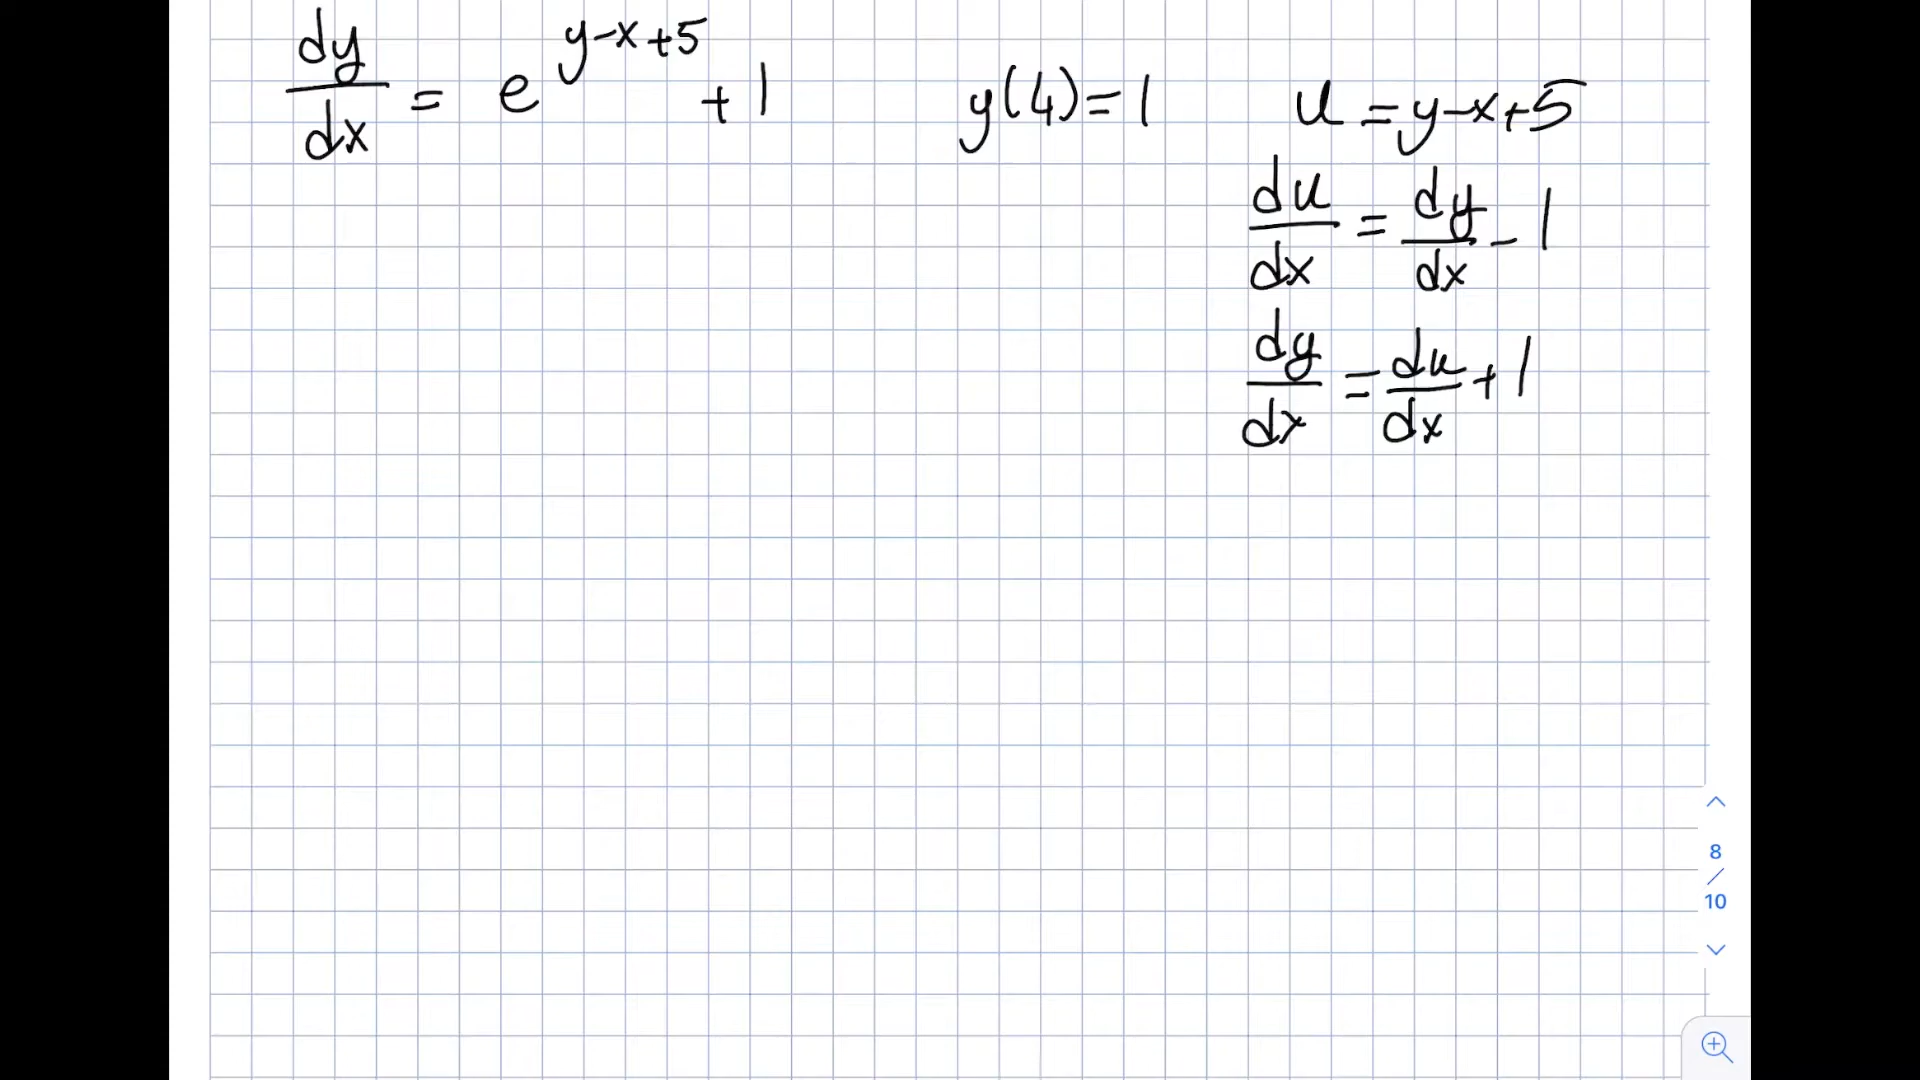 dy/dx = e^(y-x+5) + 1    y(4)=1    u = y-x+5
du/dx = dy/dx - 1
dy/dx = du/dx + 1
8
/
10